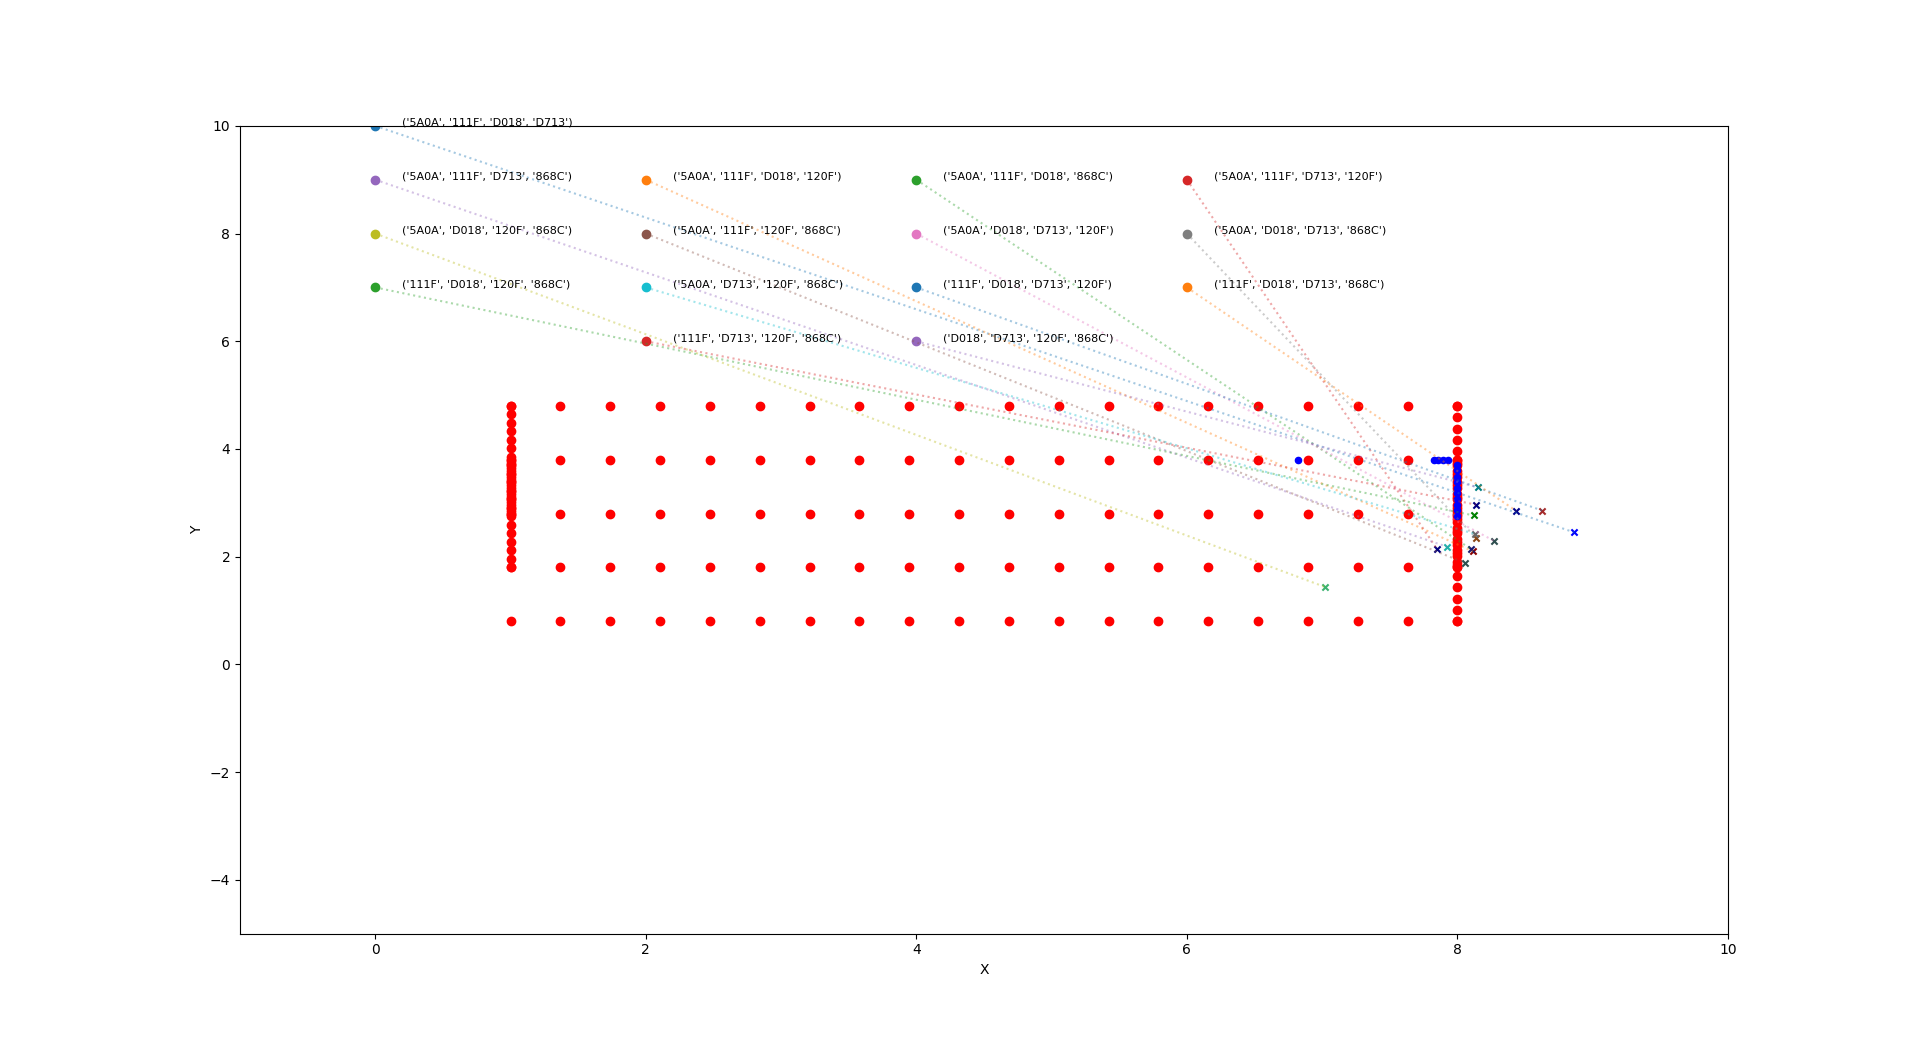 ('5A0A', '111F', 'D018', 'D713')
10
('5A0A', '111F', 'D713', '868C') ('5A0A', '111F', 'D018', '120F') ('5A0A', '111F', 'D018', '868C') ('5A0A', '111F', 'D713', '120F')
8
('5A0A', 'D018', '120F', '868C') ('5A0A', '111F', '120F', '868C') ('5A0A', 'D018', 'D713', '120F') ('5A0A', 'D018', 'D713', '868C')
('111F', 'D018', '120F', '868C') ('5A0A', 'D713', '120F', '868C') ('111F', 'D018', 'D713', '120F') ('111F', 'D018', 'D713', '868C')
6
('111F', 'D713', '120F', '868C') ('D018', 'D713', '120F', '868C')
4
Y
2
0
−2
−4
0 2 4 6 8 10
X